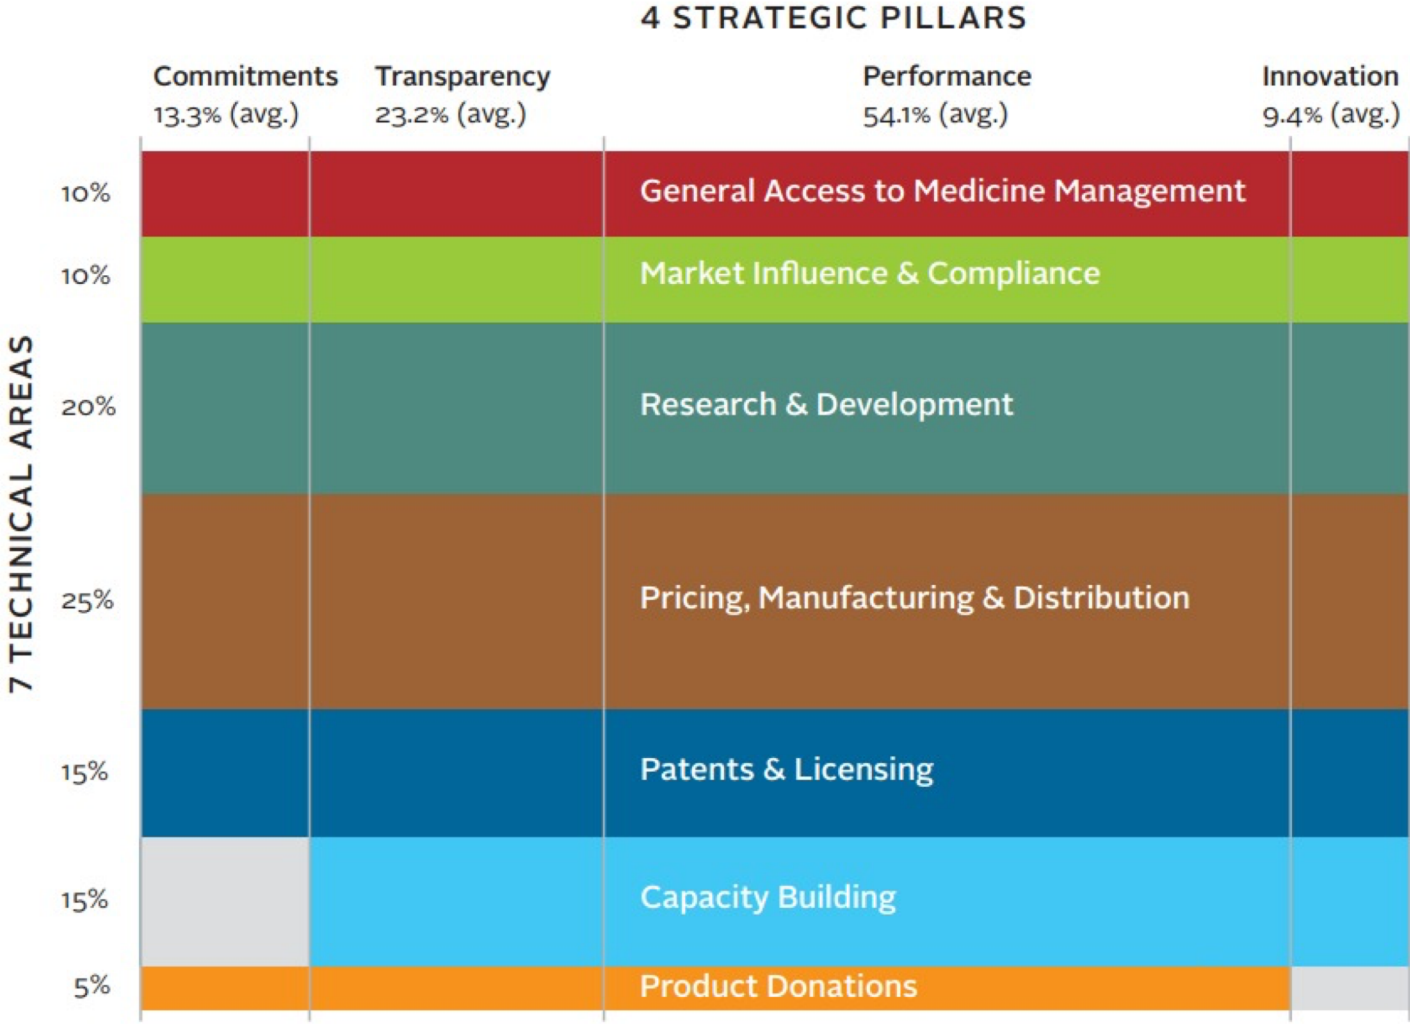 4 STRATEGIC PILLARS
Commitments Transparency Performance Innovation
13.3% (avg.) 23.2% (avg.) 54.1% (avg.) 9.4% (avg.)
7 TECHNICAL AREAS
10% General Access to Medicine Management
10% Market Influence & Compliance
20% Research & Development
25% Pricing, Manufacturing & Distribution
15% Patents & Licensing
15% Capacity Building
5% Product Donations